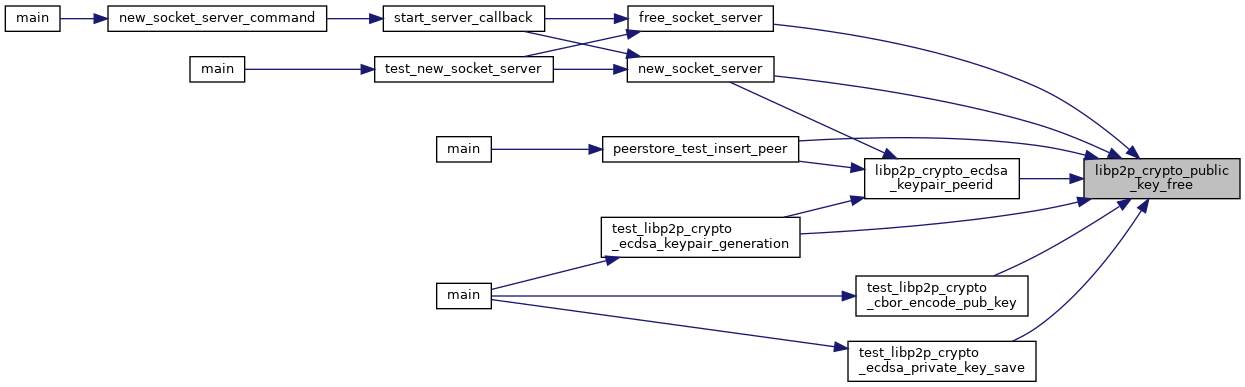 main
new_socket_server_command
start_server_callback
free_socket_server
main
test_new_socket_server
new_socket_server
main
peerstore_test_insert_peer
libp2p_crypto_ecdsa
_keypair_peerid
libp2p_crypto_public
_key_free
test_libp2p_crypto
_ecdsa_keypair_generation
main
test_libp2p_crypto
_cbor_encode_pub_key
test_libp2p_crypto
_ecdsa_private_key_save